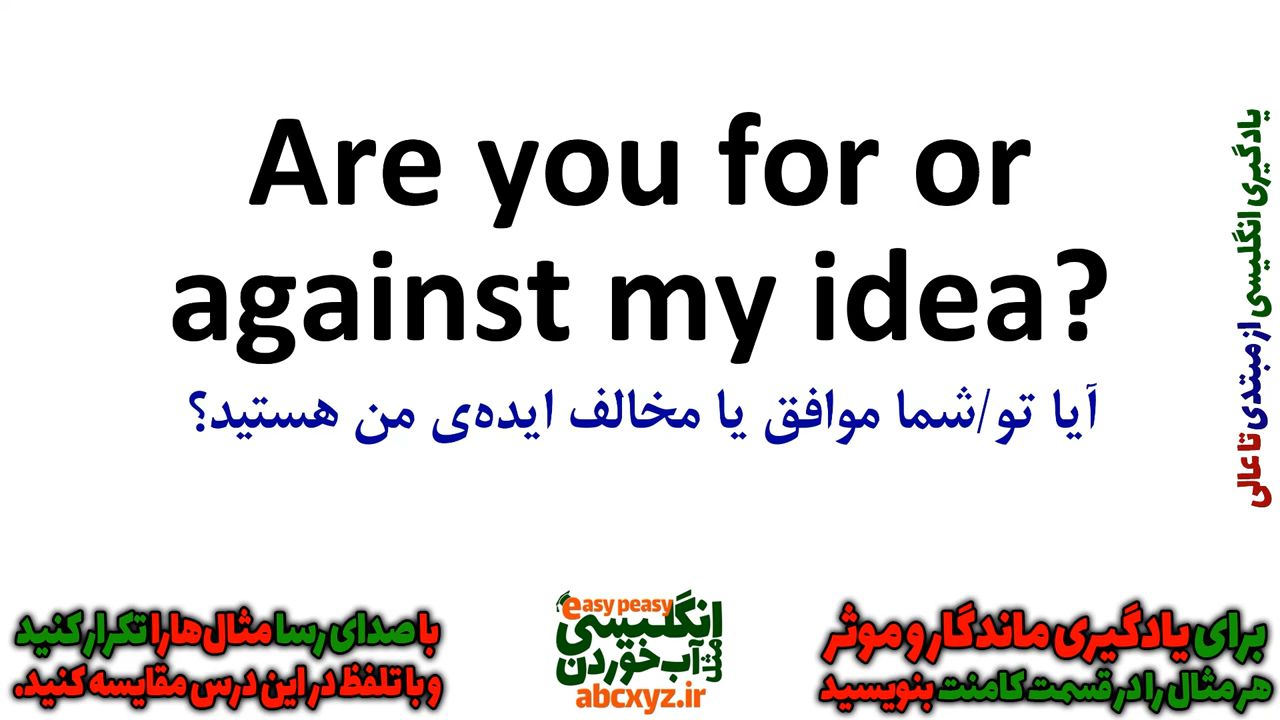 Are you for or
against my idea?
آیا تو/شما موافق یا مخالف ایده‌ی من هستید؟
یادگیری انگلیسی از مبتدی تا عالی
با صدای رسا مثال‌ها را تکرار کنید
و با تلفظ در این درس مقایسه کنید.
easy peasy
انگلیسی
مثل
آب خوردن
abcxyz.ir
برای یادگیری ماندگار و موثر
هر مثال را در قسمت کامنت بنویسید